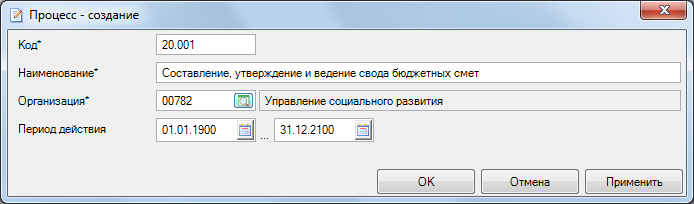 Процесс - создание
Код* 20.001
Наименование* Составление, утверждение и ведение свода бюджетных смет
Организация* 00782 Управление социального развития
Период действия 01.01.1900 ... 31.12.2100
OK Отмена Применить